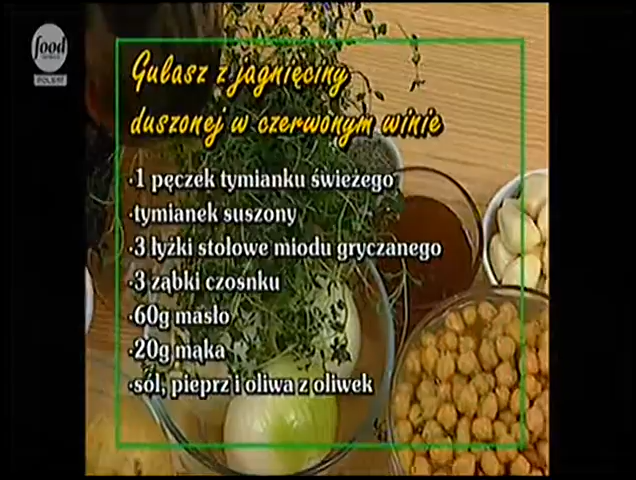 food
Gulasz z jagnięciny
duszonej w czerwonym winie
·1 pęczek tymianku świeżego
·tymianek suszony
·3 łyżki stołowe miodu gryczanego
·3 ząbki czosnku
·60g masło
·20g mąka
·sól, pieprz i oliwa z oliwek